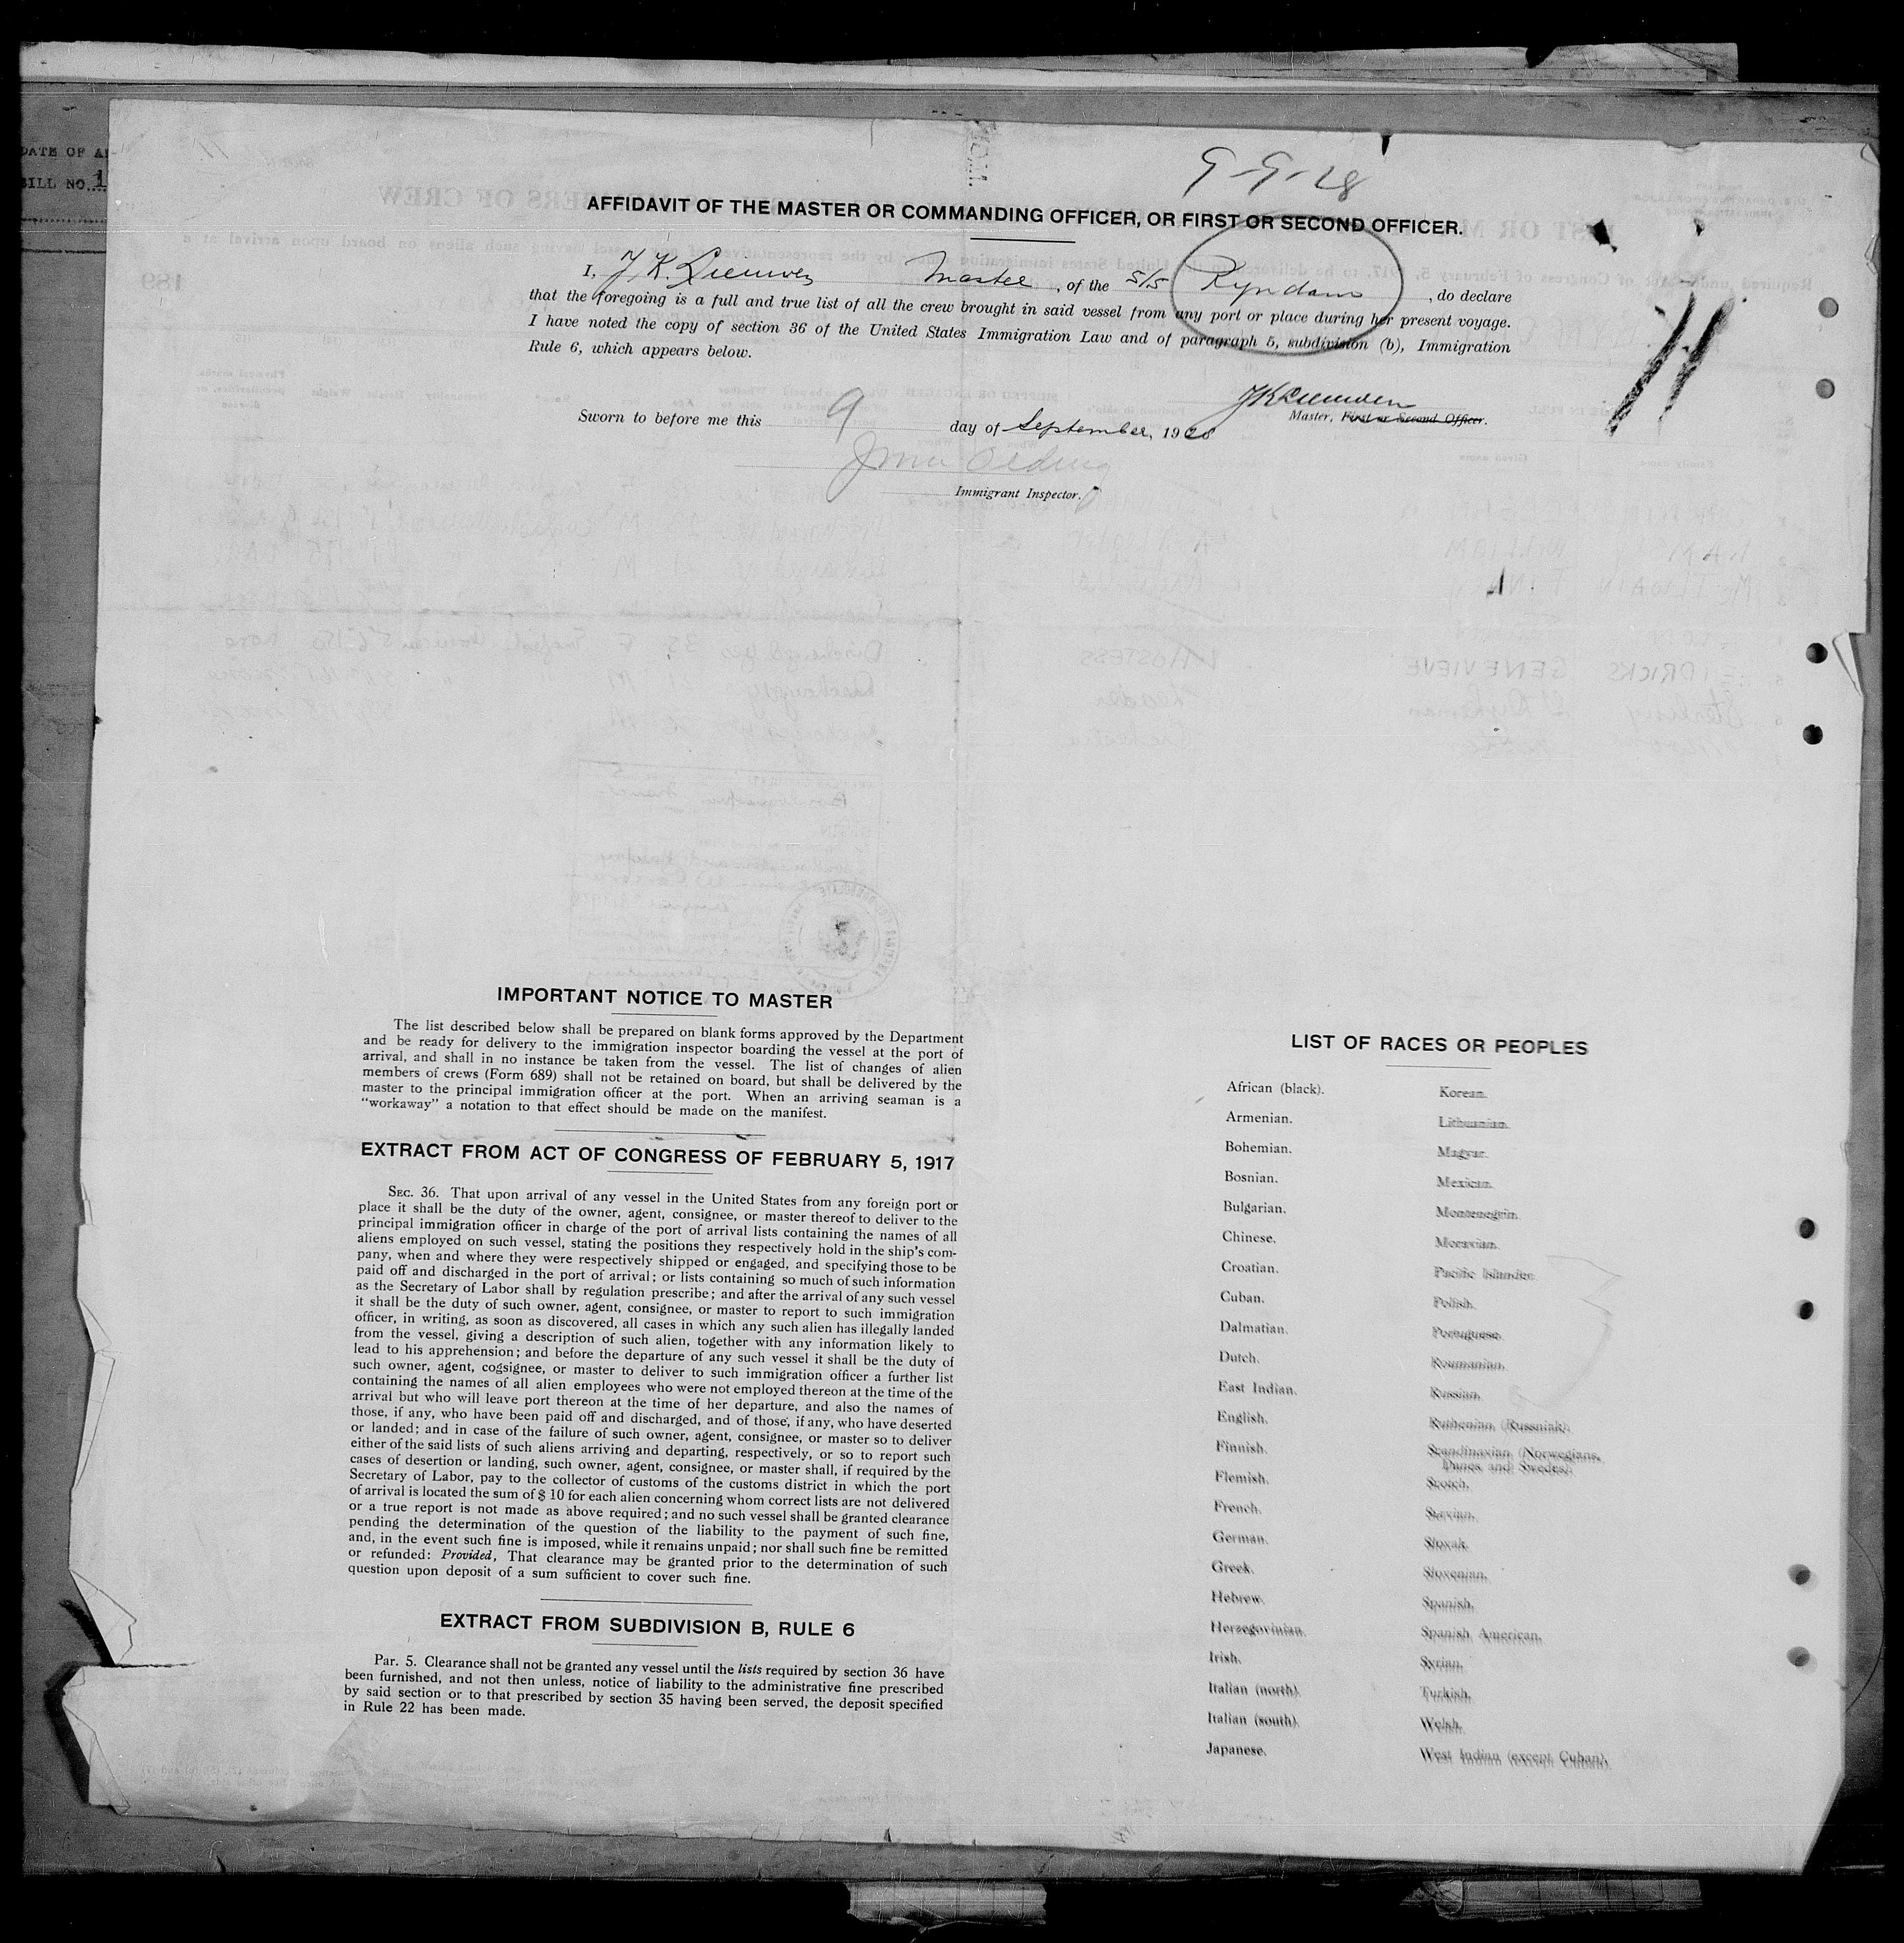 DATE OF
BILL NO. 1
9-9-28
AFFIDAVIT OF THE MASTER OR COMMANDING OFFICER, OR FIRST OR SECOND OFFICER.
I, J K Master, of the S/S Ryndam, do declare
that the foregoing is a full and true list of all the crew brought in said vessel from any port or place during her present voyage.
I have noted the copy of section 36 of the United States Immigration Law and of paragraph 5, subdivision (b), Immigration
Rule 6, which appears below.
Master, First or Second Officer.
Sworn to before me this 9 day of September, 1928
Immigrant Inspector.
IMPORTANT NOTICE TO MASTER
The list described below shall be prepared on blank forms approved by the Department
and be ready for delivery to the immigration inspector boarding the vessel at the port of
arrival, and shall in no instance be taken from the vessel. The list of changes of alien
members of crews (Form 689) shall not be retained on board, but shall be delivered by the
master to the principal immigration officer at the port. When an arriving seaman is a
"workaway" a notation to that effect should be made on the manifest.
EXTRACT FROM ACT OF CONGRESS OF FEBRUARY 5, 1917
SEC. 36. That upon arrival of any vessel in the United States from any foreign port or
place it shall be the duty of the owner, agent, consignee, or master thereof to deliver to the
principal immigration officer in charge of the port of arrival lists containing the names of all
aliens employed on such vessel, stating the positions they respectively hold in the ship's com-
pany, when and where they were respectively shipped or engaged, and specifying those to be
paid off and discharged in the port of arrival; or lists containing so much of such information
as the Secretary of Labor shall by regulation prescribe; and after the arrival of any such vessel
it shall be the duty of such owner, agent, consignee, or master to report to such immigration
officer, in writing, as soon as discovered, all cases in which any such alien has illegally landed
from the vessel, giving a description of such alien, together with any information likely to
lead to his apprehension; and before the departure of any such vessel it shall be the duty of
such owner, agent, cogsignee, or master to deliver to such immigration officer a further list
containing the names of all alien employees who were not employed thereon at the time of the
arrival but who will leave port thereon at the time of her departure, and also the names of
those, if any, who have been paid off and discharged, and of those, if any, who have deserted
or landed; and in case of the failure of such owner, agent, consignee, or master so to deliver
either of the said lists of such aliens arriving and departing, respectively, or so to report such
cases of desertion or landing, such owner, agent, consignee, or master shall, if required by the
Secretary of Labor, pay to the collector of customs of the customs district in which the port
of arrival is located the sum of $ 10 for each alien concerning whom correct lists are not delivered
or a true report is not made as above required; and no such vessel shall be granted clearance
pending the determination of the question of the liability to the payment of such fine,
and, in the event such fine is imposed, while it remains unpaid; nor shall such fine be remitted
or refunded: Provided, That clearance may be granted prior to the determination of such
question upon deposit of a sum sufficient to cover such fine.
EXTRACT FROM SUBDIVISION B, RULE 6
Par. 5. Clearance shall not be granted any vessel until the lists required by section 36 have
been furnished, and not then unless, notice of liability to the administrative fine prescribed
by said section or to that prescribed by section 35 having been served, the deposit specified
in Rule 22 has been made.
LIST OF RACES OR PEOPLES
African (black).
Armenian.
Bohemian.
Bosnian.
Bulgarian.
Chinese.
Croatian.
Cuban.
Dalmatian.
Dutch.
East Indian.
English.
Finnish.
Flemish.
French.
German.
Greek.
Hebrew.
Herzegovinian.
Irish.
Italian (north).
Italian (south).
Japanese.
Korean.
Lithuanian.
Magyar.
Mexican.
Montenegrin.
Moravian.
Pacific Islander.
Polish.
Portuguese.
Roumanian.
Russian.
Ruthenian (Russniak).
Scandinavian (Norwegians,
Danes and Swedes).
Scotch.
Servian.
Slovak.
Slovenian.
Spanish.
Spanish American.
Syrian.
Turkish.
Welsh.
West Indian (except Cuban).